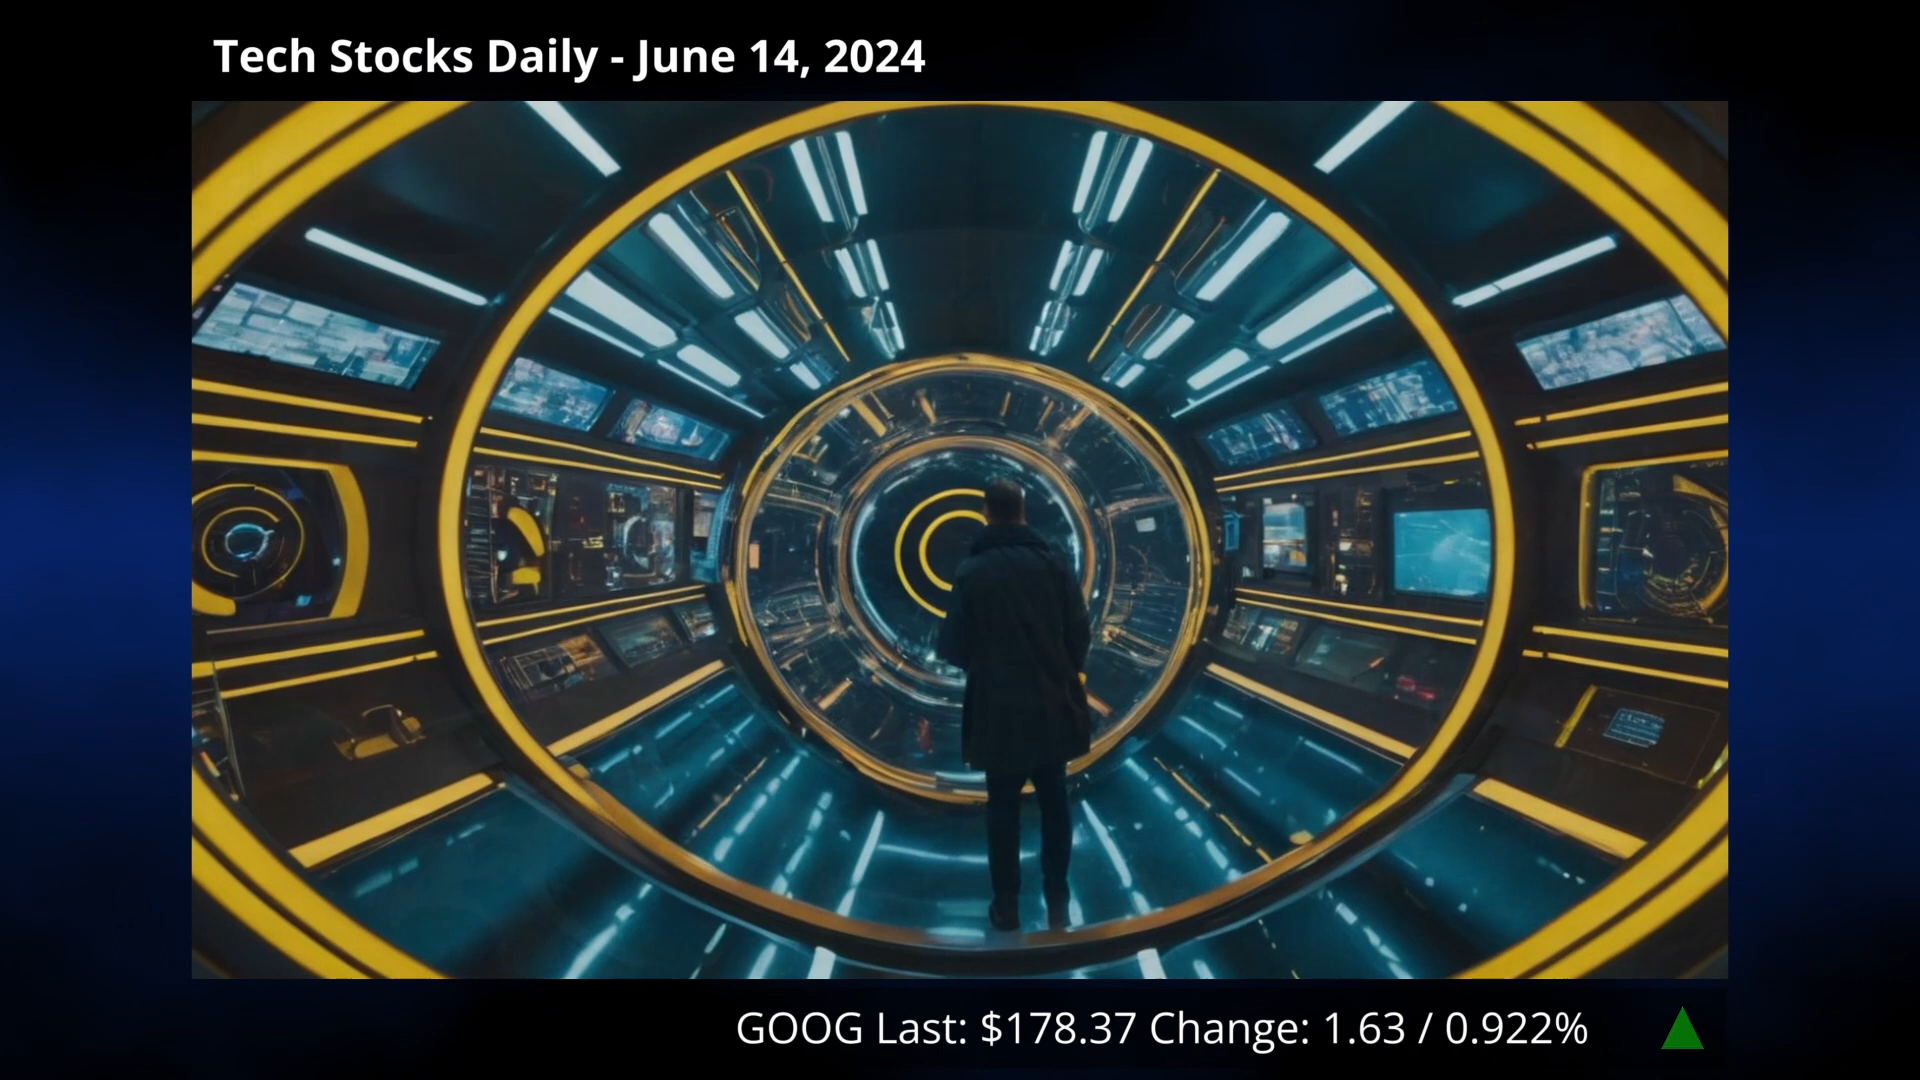 Tech Stocks Daily - June 14, 2024
GOOG Last: $178.37 Change: 1.63 / 0.922%